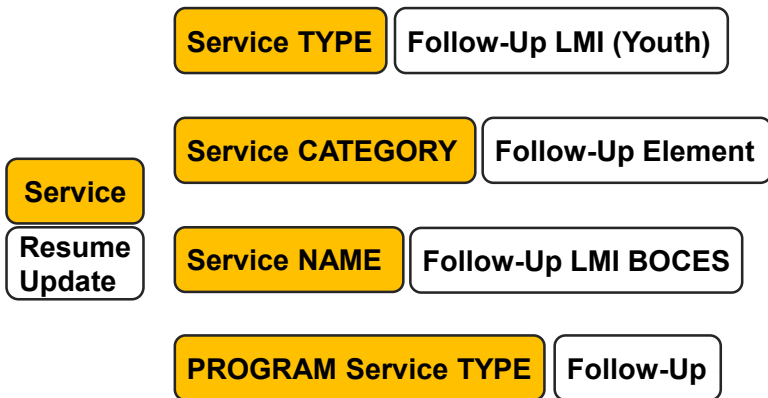 Service TYPE Follow-Up LMI (Youth)
Service CATEGORY Follow-Up Element
Service
Resume
Update
Service NAME Follow-Up LMI BOCES
PROGRAM Service TYPE Follow-Up